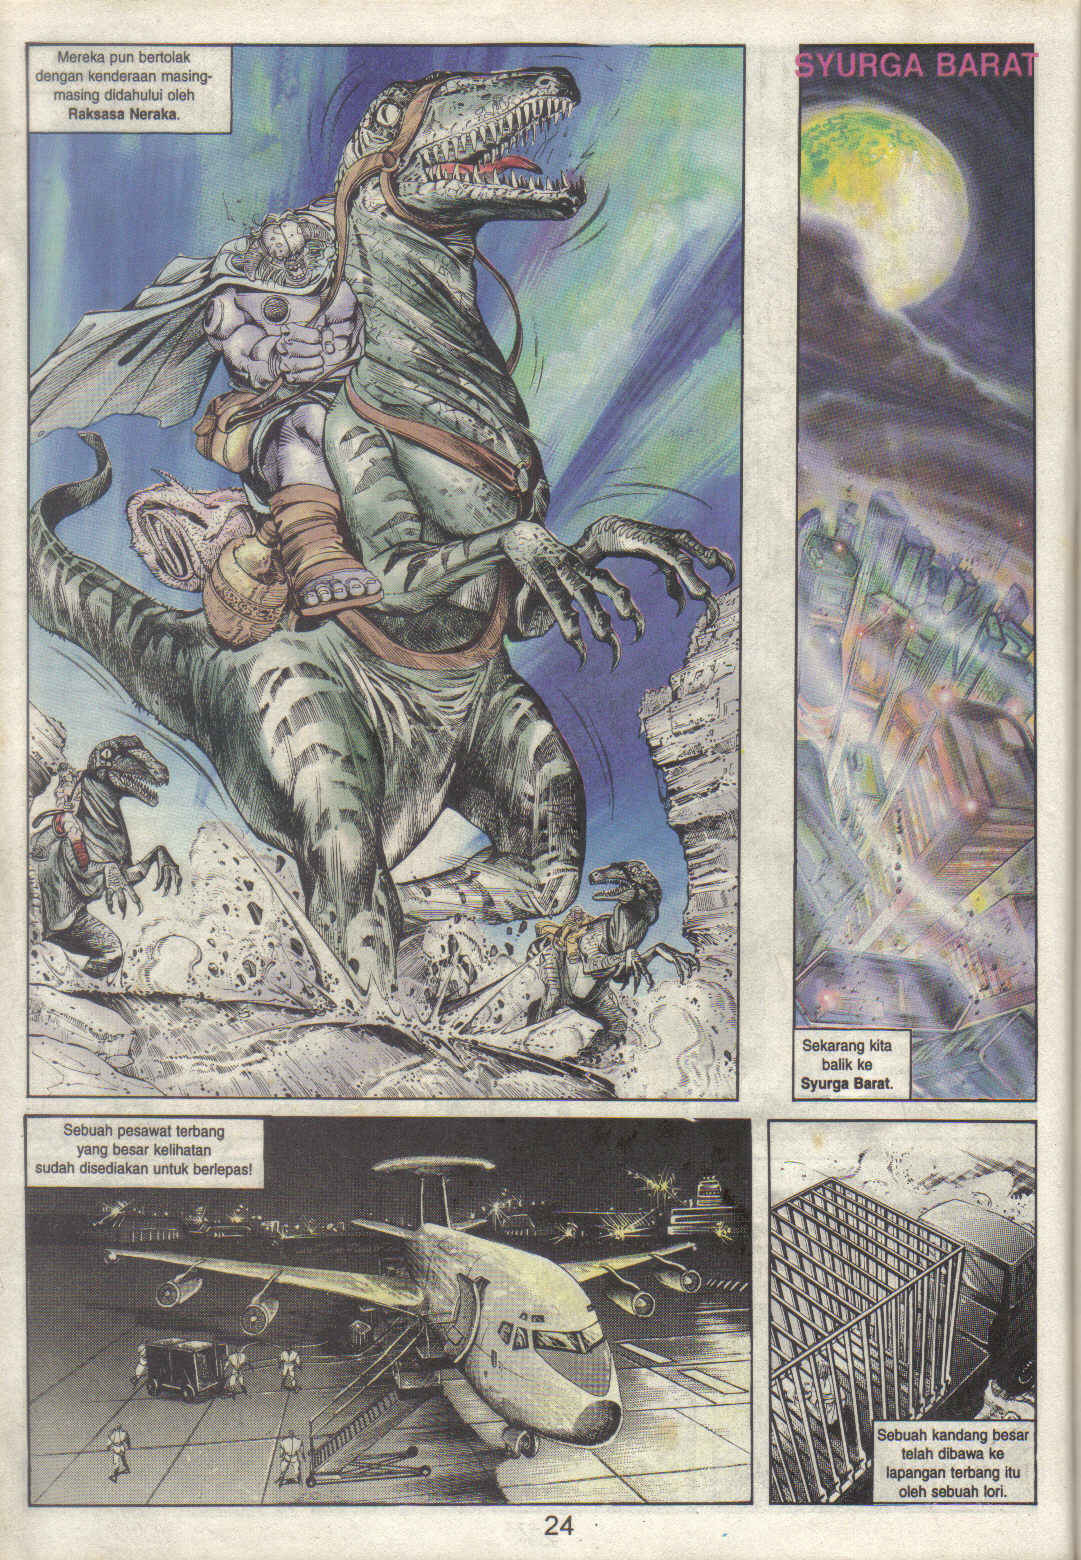 Mereka pun bertolak
dengan kenderaan masing-
masing didahului oleh
Raksasa Neraka.
SYURGA BARAT
Sekarang kita
balik ke
Syurga Barat.
Sebuah pesawat terbang
yang besar kelihatan
sudah disediakan untuk berlepas!
Sebuah kandang besar
telah dibawa ke
lapangan terbang itu
oleh sebuah lori.
24